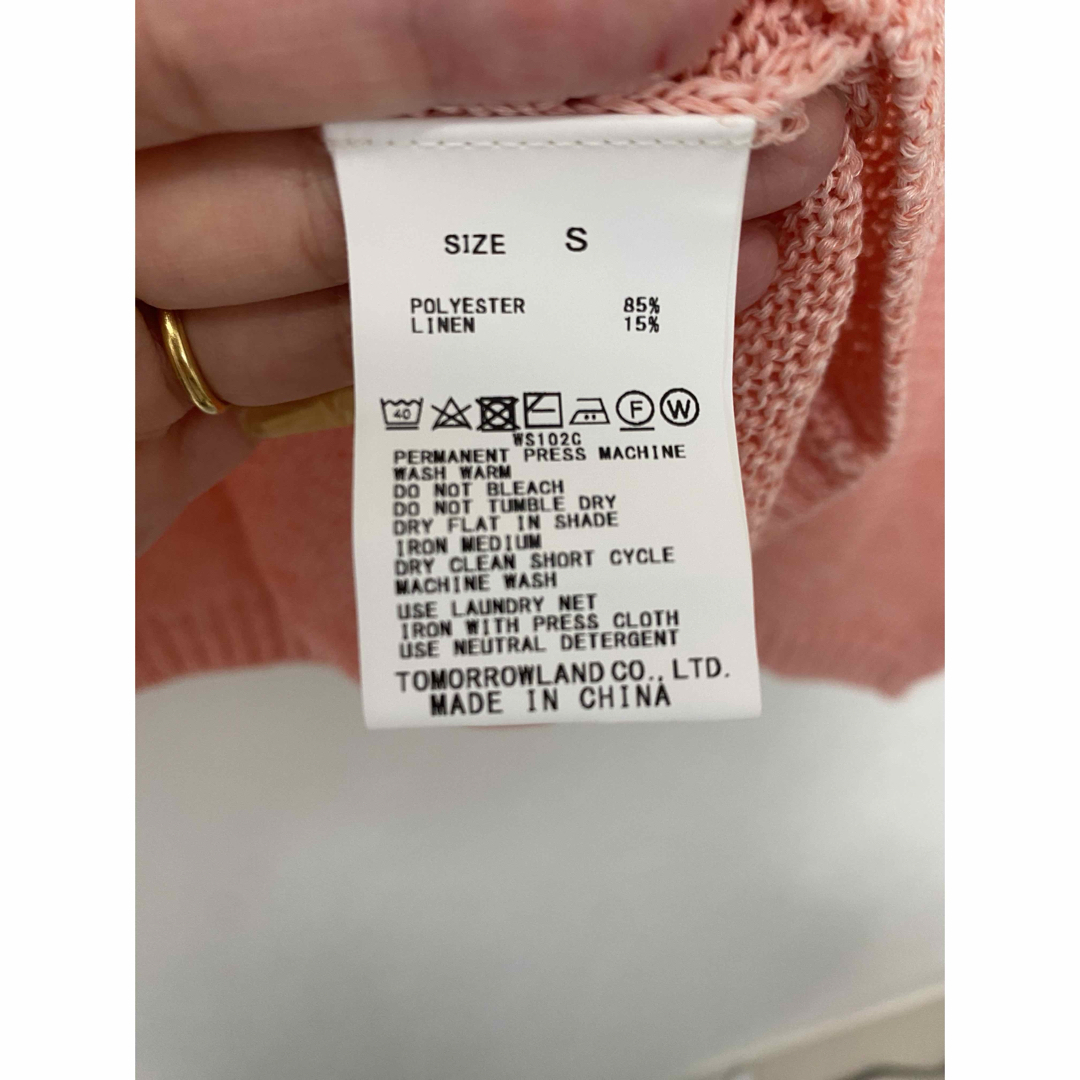 SIZE S
POLYESTER 85%
LINEN 15%
40 F W
WS102C
PERMANENT PRESS MACHINE
WASH WARM
DO NOT BLEACH
DO NOT TUMBLE DRY
DRY FLAT IN SHADE
IRON MEDIUM
DRY CLEAN SHORT CYCLE
MACHINE WASH
USE LAUNDRY NET
IRON WITH PRESS CLOTH
USE NEUTRAL DETERGENT
TOMORROWLAND CO., LTD.
MADE IN CHINA